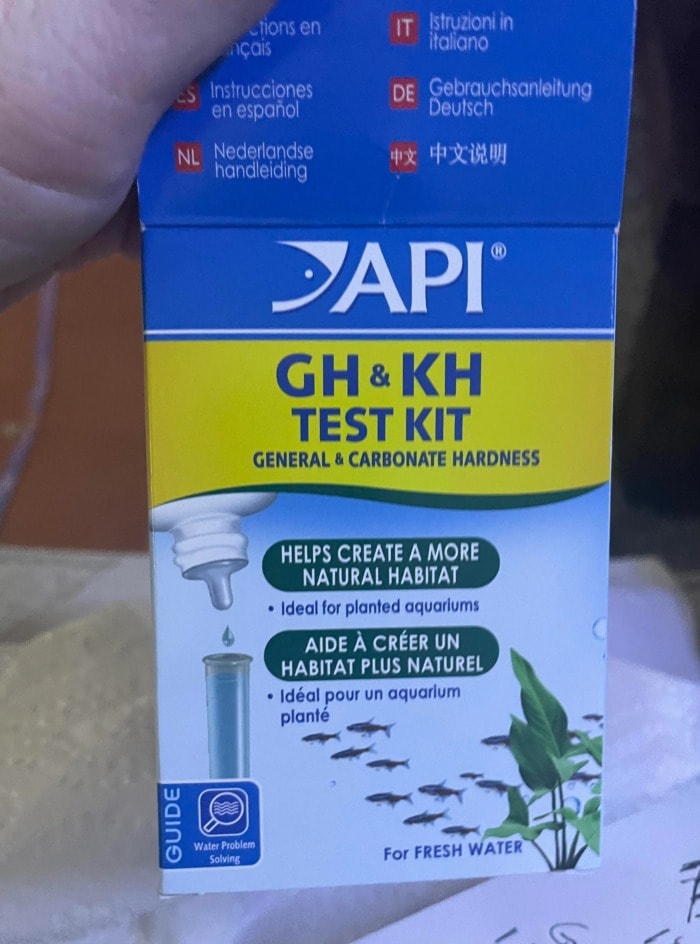 en
IT Istruzioni in
italiano
ES Instrucciones
en español
DE Gebrauchsanleitung
Deutsch
NL Nederlandse
handleiding
中文 中文说明
API®
GH & KH
TEST KIT
GENERAL & CARBONATE HARDNESS
HELPS CREATE A MORE
NATURAL HABITAT
• Ideal for planted aquariums
AIDE À CRÉER UN
HABITAT PLUS NATUREL
• Idéal pour un aquarium
planté
GUIDE
Water Problem
Solving
For FRESH WATER